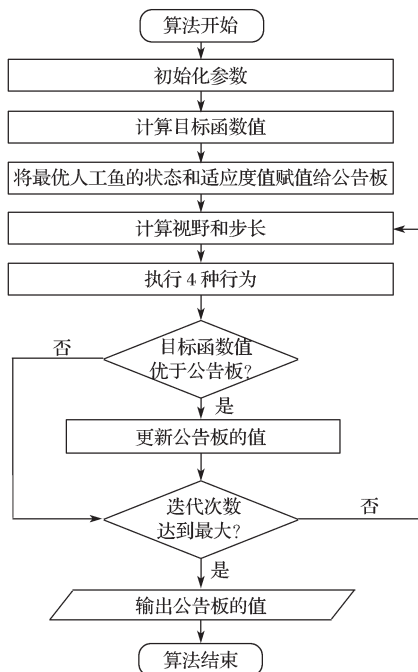 算法开始
初始化参数
计算目标函数值
将最优人工鱼的状态和适应度值赋值给公告板
计算视野和步长
执行4种行为
否
目标函数值
优于公告板?
是
更新公告板的值
迭代次数
达到最大?
否
是
输出公告板的值
算法结束